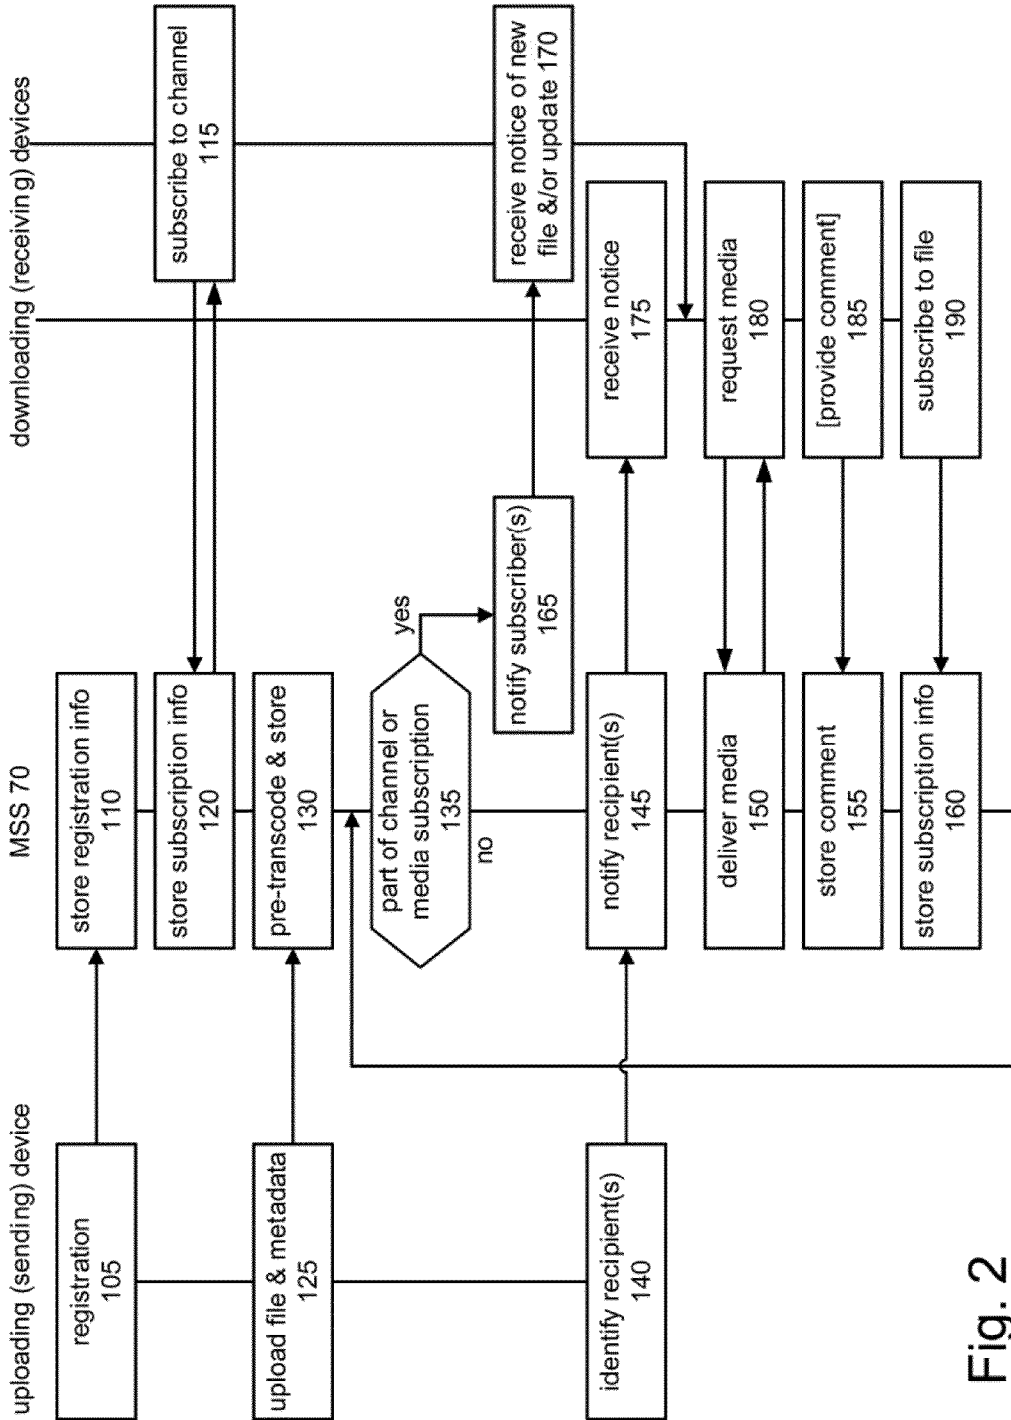 uploading (sending) device
MSS 70
downloading (receiving) devices
registration
105
store registration info
110
subscribe to channel
115
store subscription info
120
upload file & metadata
125
pre-transcode & store
130
part of channel or
media subscription
135
yes
no
notify subscriber(s)
165
receive notice of new
file &/or update 170
identify recipient(s)
140
notify recipient(s)
145
receive notice
175
deliver media
150
request media
180
store comment
155
[provide comment]
185
store subscription info
160
subscribe to file
190
Fig. 2